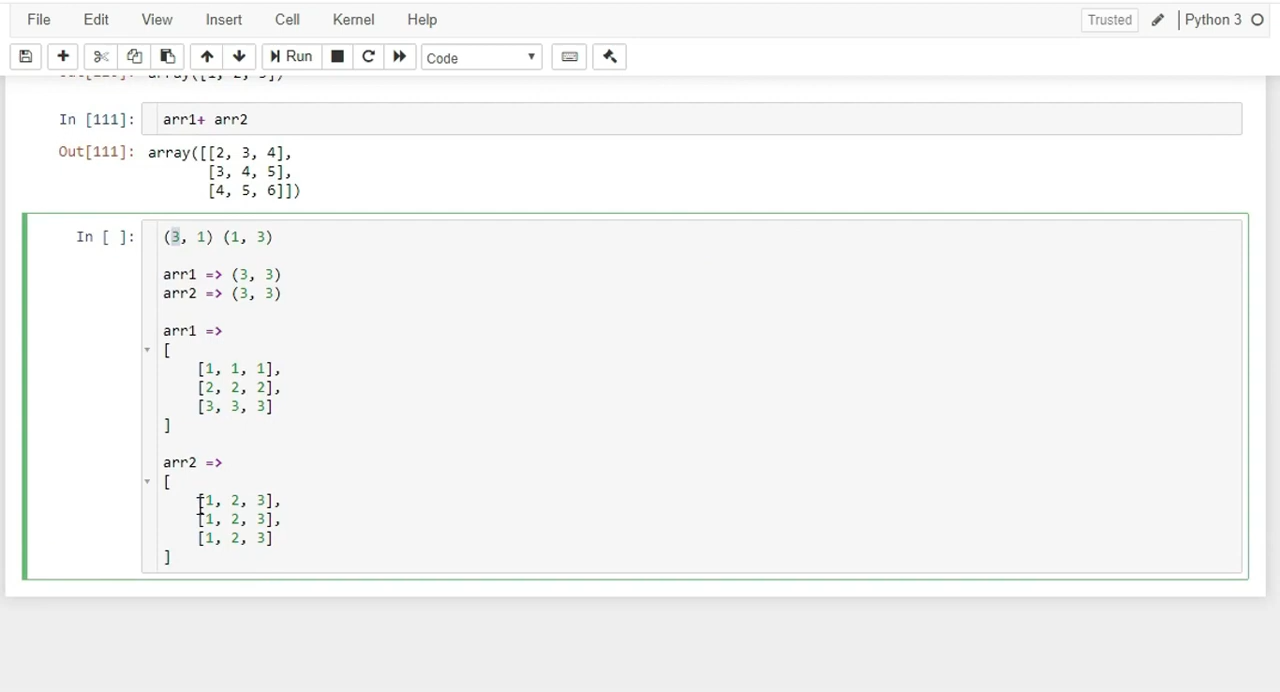 File Edit View Insert Cell Kernel Help Trusted Python 3
Run Code
In [111]: arr1+ arr2
Out[111]: array([[2, 3, 4],
[3, 4, 5],
[4, 5, 6]])
In [ ]: (3, 1) (1, 3)
arr1 => (3, 3)
arr2 => (3, 3)
arr1 =>
[
[1, 1, 1],
[2, 2, 2],
[3, 3, 3]
]
arr2 =>
[
[1, 2, 3],
[1, 2, 3],
[1, 2, 3]
]